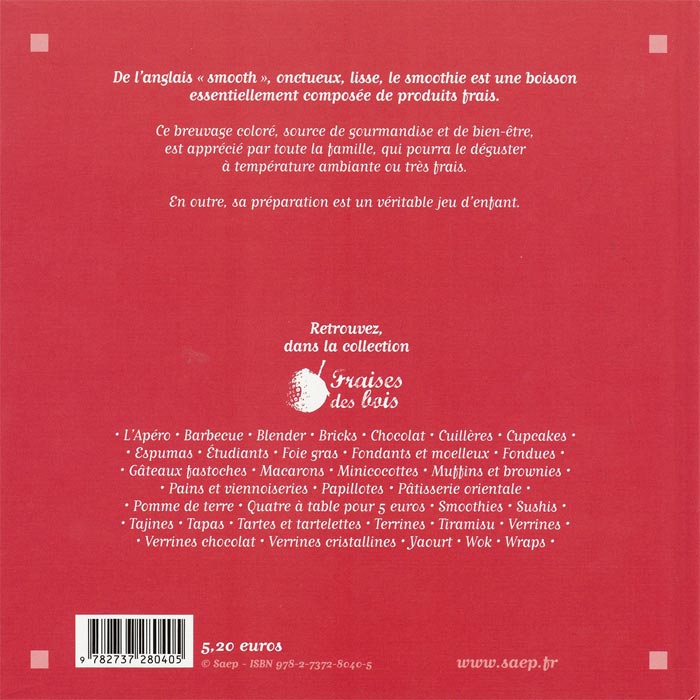 De l'anglais « smooth », onctueux, lisse, le smoothie est une boisson
essentiellement composée de produits frais.
Ce breuvage coloré, source de gourmandise et de bien-être,
est apprécié par toute la famille, qui pourra le déguster
à température ambiante ou très frais.
En outre, sa préparation est un véritable jeu d'enfant.
Retrouvez,
dans la collection
Fraises
des bois
• L'Apéro • Barbecue • Blender • Bricks • Chocolat • Cuillères • Cupcakes •
• Espumas • Étudiants • Foie gras • Fondants et moelleux • Fondues •
Gâteaux fastoches • Macarons • Minicocottes • Muffins et brownies •
• Pains et viennoiseries • Papillotes • Pâtisserie orientale •
• Pomme de terre • Quatre à table pour 5 euros • Smoothies • Sushis •
• Tajines • Tapas • Tartes et tartelettes • Terrines • Tiramisu • Verrines •
• Verrines chocolat • Verrines cristallines • Yaourt • Wok • Wraps •
9 782737 280405
5,20 euros
© Saep - ISBN 978-2-7372-8040-5
www.saep.fr